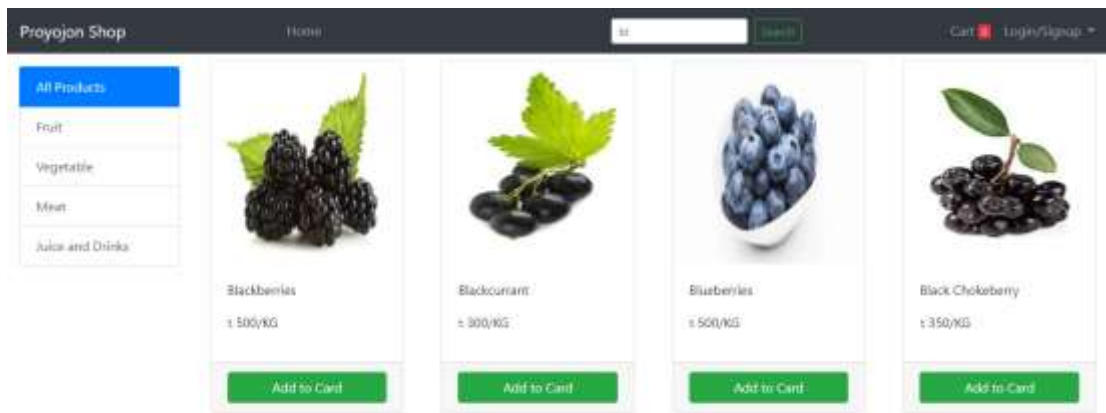 Proyojon Shop Home Search Cart Login/Signup
All Products
Fruit
Vegetable
Meat
Juice and Drinks
Blackberries Blackcurrant Blueberries Black Chokeberry
৳ 500/KG ৳ 300/KG ৳ 500/KG ৳ 350/KG
Add to Card Add to Card Add to Card Add to Card